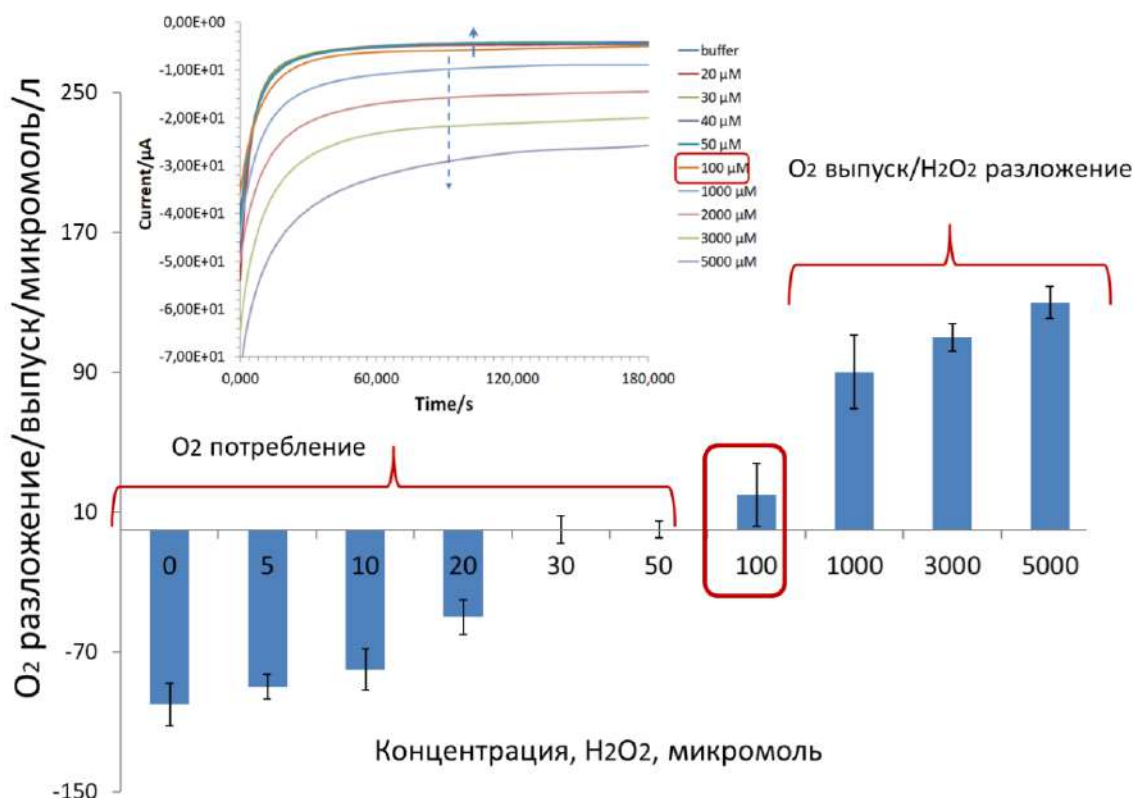 0,00E+00
-1,00E+01
-2,00E+01
-3,00E+01
-4,00E+01
-5,00E+01
-6,00E+01
-7,00E+01
Current/µA
0,000
60,000
120,000
180,000
Time/s
buffer
20 µM
30 µM
40 µM
50 µM
100 µM
1000 µM
2000 µM
3000 µM
5000 µM
O2 выпуск/H2O2 разложение
O2 потребление
O2 разложение/выпуск/микромоль/л
250
170
90
10
-70
-150
0
5
10
20
30
50
100
1000
3000
5000
Концентрация, H2O2, микромоль